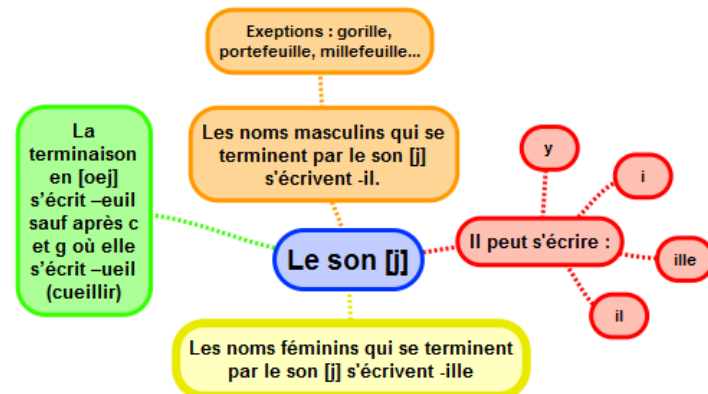 Exeptions : gorille,
portefeuille, millefeuille...
La
terminaison
en [oej]
s'écrit –euil
sauf après c
et g où elle
s'écrit –ueil
(cueillir)
Les noms masculins qui se
terminent par le son [j]
s'écrivent -il.
Le son [j]
Il peut s'écrire :
y
i
ille
il
Les noms féminins qui se terminent
par le son [j] s'écrivent -ille